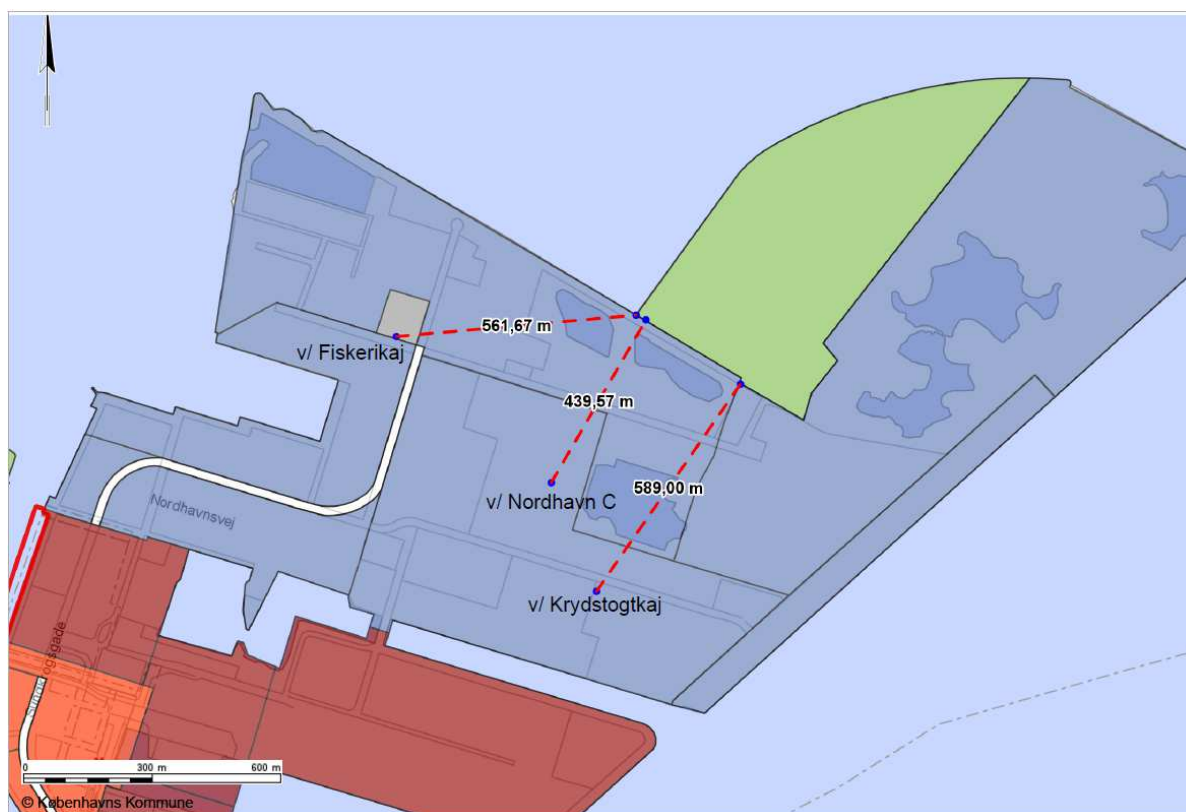 561,67 m
v/ Fiskerikaj
439,57 m
v/ Nordhavn C
589,00 m
Nordhavnsvej
v/ Krydstogtkaj
0 300 m 600 m
© Københavns Kommune